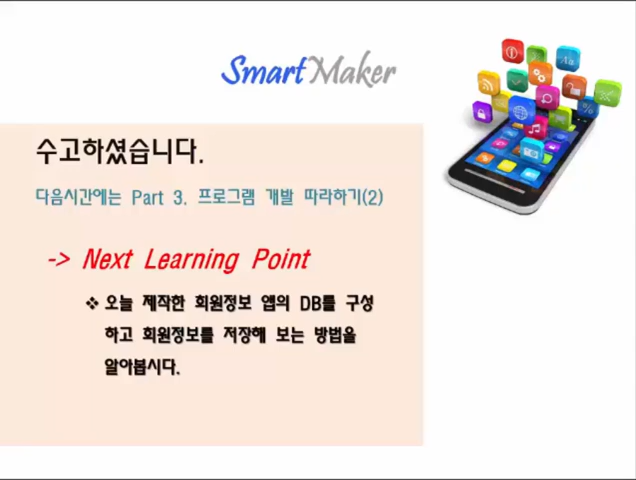 SmartMaker
수고하셨습니다.
다음시간에는 Part 3. 프로그램 개발 따라하기(2)
-> Next Learning Point
❖ 오늘 제작한 회원정보 앱의 DB를 구성
하고 회원정보를 저장해 보는 방법을
알아봅시다.